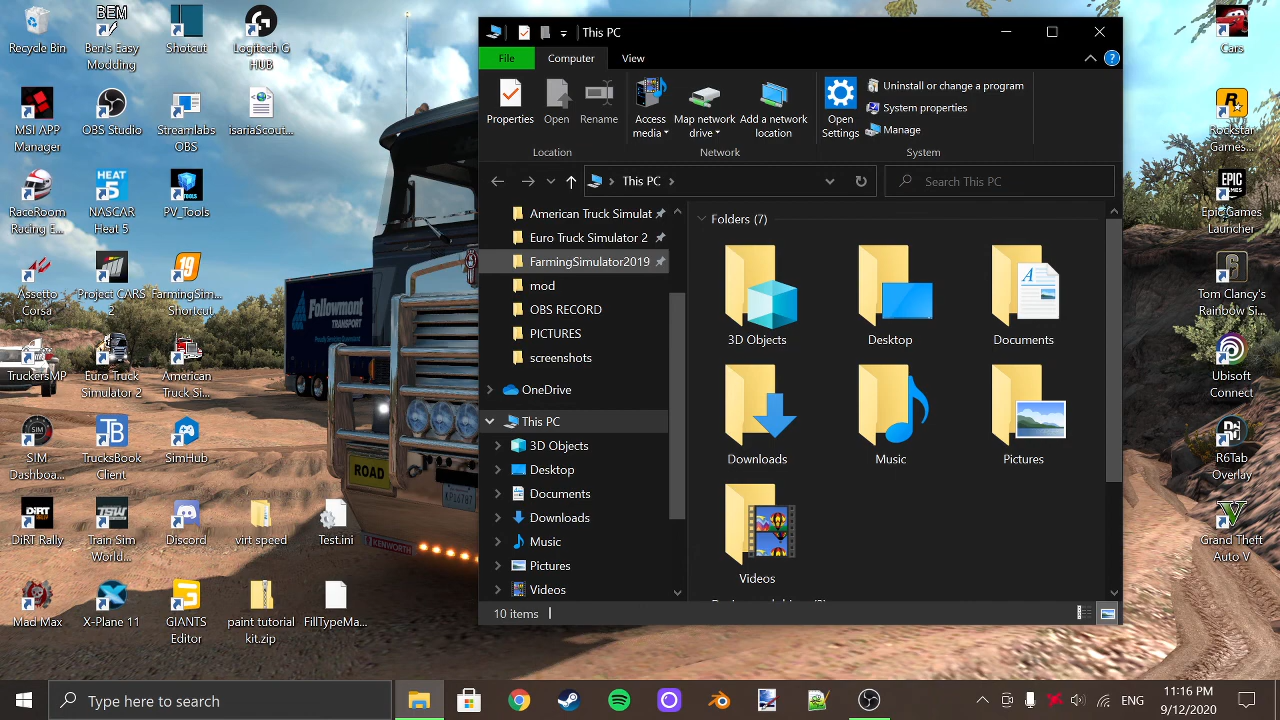 Recycle Bin
BEM
Ben's Easy
Modding
Shotcut
Logitech G
HUB
MSI APP
Manager
OBS Studio
Streamlabs
OBS
isariaScout...
RaceRoom
Racing E...
HEAT
5
NASCAR
Heat 5
TOOLS
PV_Tools
Assetto
Corsa
Project CARS
2
19
FarmingSim...
- Shortcut
TruckersMP
Euro Truck
Simulator 2
American
Truck Si...
SIM
SIM
Dashboa...
TB
TrucksBook
Client
SimHub
DiRT
DiRT Rally
TSW
Train Sim
World...
Discord
virt speed
Test.ini
Mad Max
X-Plane 11
GIANTS
Editor
paint tutorial
kit.zip
FillTypeMa...
Followmont
TRANSPORT
ROAD
KENWORTH
This PC
File
Computer
View
Properties
Open
Rename
Location
Access
media
Map network
drive
Add a network
location
Network
Open
Settings
Uninstall or change a program
System properties
Manage
System
This PC
Search This PC
American Truck Simulat
Euro Truck Simulator 2
FarmingSimulator2019
mod
OBS RECORD
PICTURES
screenshots
OneDrive
This PC
3D Objects
Desktop
Documents
Downloads
Music
Pictures
Videos
Folders (7)
3D Objects
Desktop
Documents
Downloads
Music
Pictures
Videos
10 items
Cars
Rockstar
Games...
EPIC
GAMES
Epic Games
Launcher
Tom Clancy's
Rainbow Si...
Ubisoft
Connect
R6Tab
Overlay
Grand Theft
Auto V
Type here to search
ENG
1:16 PM
9/12/2020